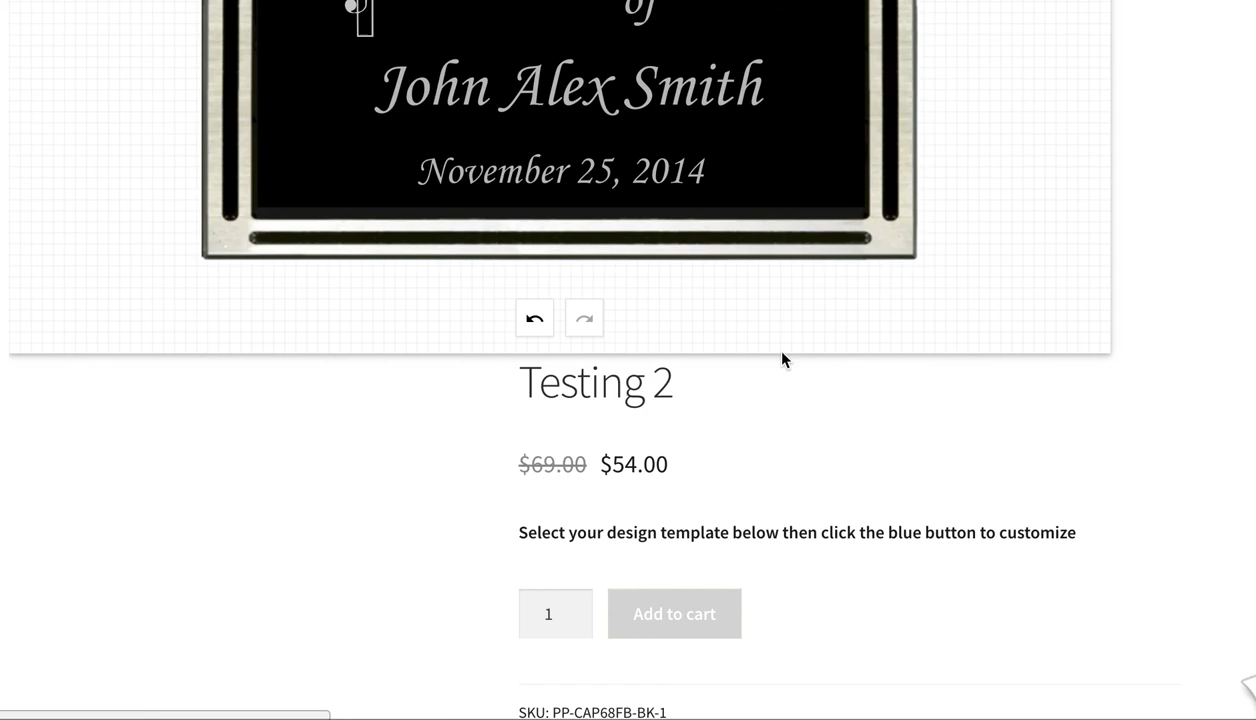 of
John Alex Smith
November 25, 2014
Testing 2
$69.00 $54.00
Select your design template below then click the blue button to customize
1 Add to cart
SKU: PP-CAP68FB-BK-1